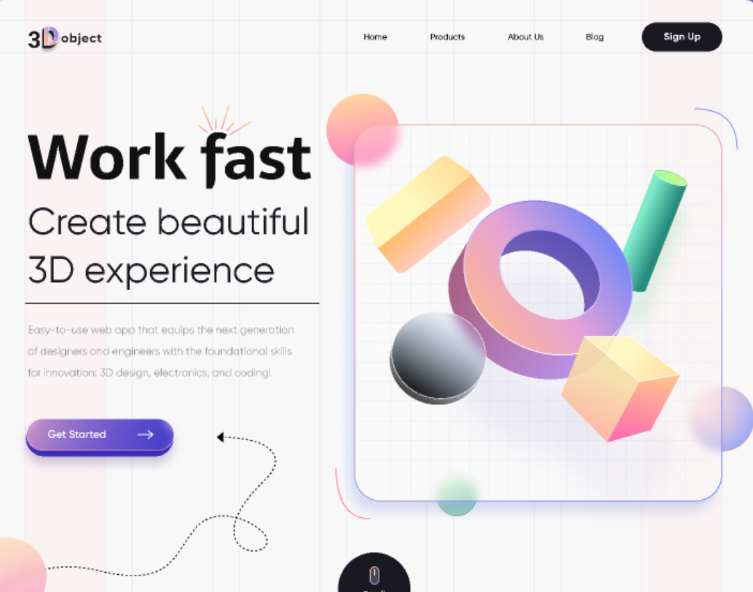 3D object
Home
Products
About Us
Blog
Sign Up
Work fast
Create beautiful
3D experience
Easy-to-use web app that equips the next generation
of designers and engineers with the foundational skills
for innovation: 3D design, electronics, and coding!
Get Started